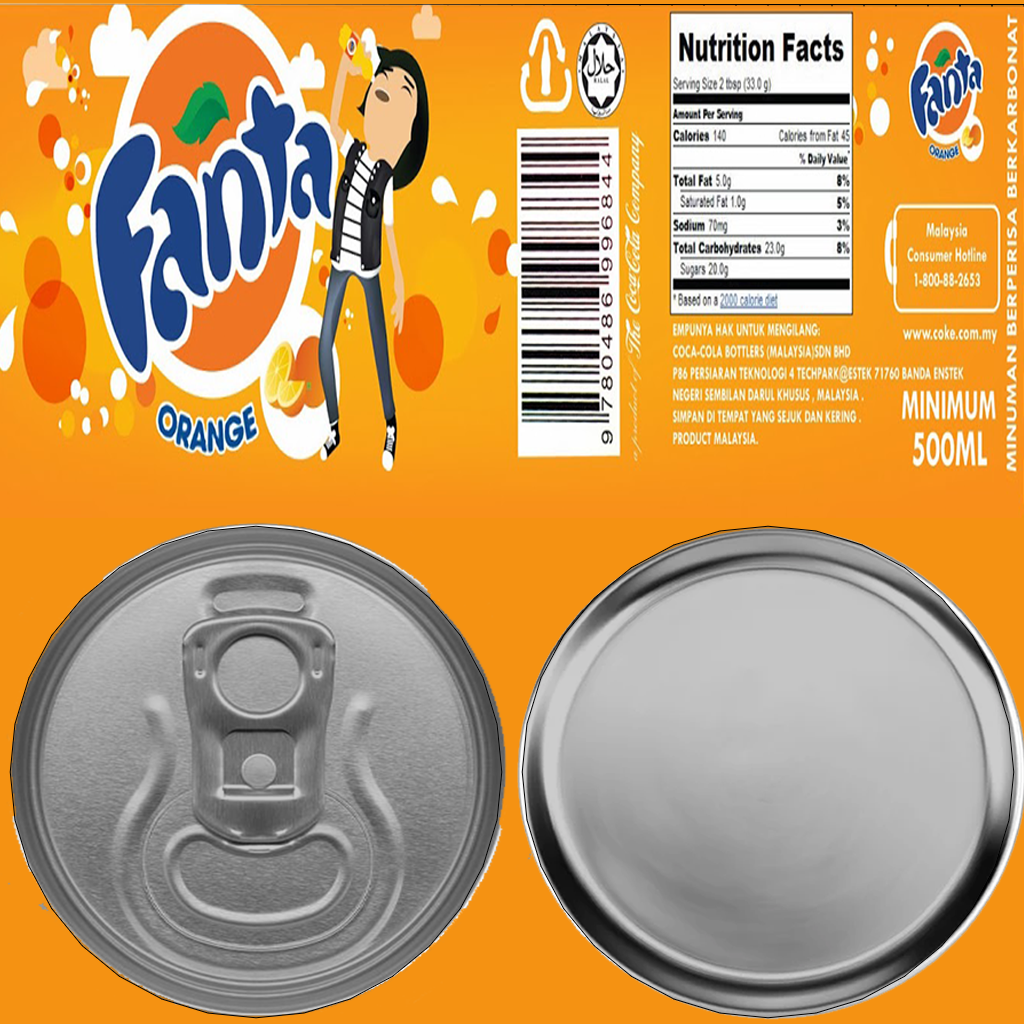 Fanta
ORANGE
حلال
HALAL
9 780486 996844
a product of The Coca-Cola Company
Nutrition Facts
Serving Size 2 tbsp (33.0 g)
Amount Per Serving
Calories 140 Calories from Fat 45
% Daily Value*
Total Fat 5.0g 8%
Saturated Fat 1.0g 5%
Sodium 70mg 3%
Total Carbohydrates 23.0g 8%
Sugars 20.0g
* Based on a 2000 calorie diet
EMPUNYA HAK UNTUK MENGILANG:
COCA-COLA BOTTLERS (MALAYSIA)SDN BHD
P86 PERSIARAN TEKNOLOGI 4 TECHPARK@ESTEK 71760 BANDA ENSTEK
NEGERI SEMBILAN DARUL KHUSUS , MALAYSIA .
SIMPAN DI TEMPAT YANG SEJUK DAN KERING .
PRODUCT MALAYSIA.
Fanta
ORANGE
Malaysia
Consumer Hotline
1-800-88-2653
www.coke.com.my
MINIMUM
500ML
MINUMAN BERPERISA BERKARBONAT